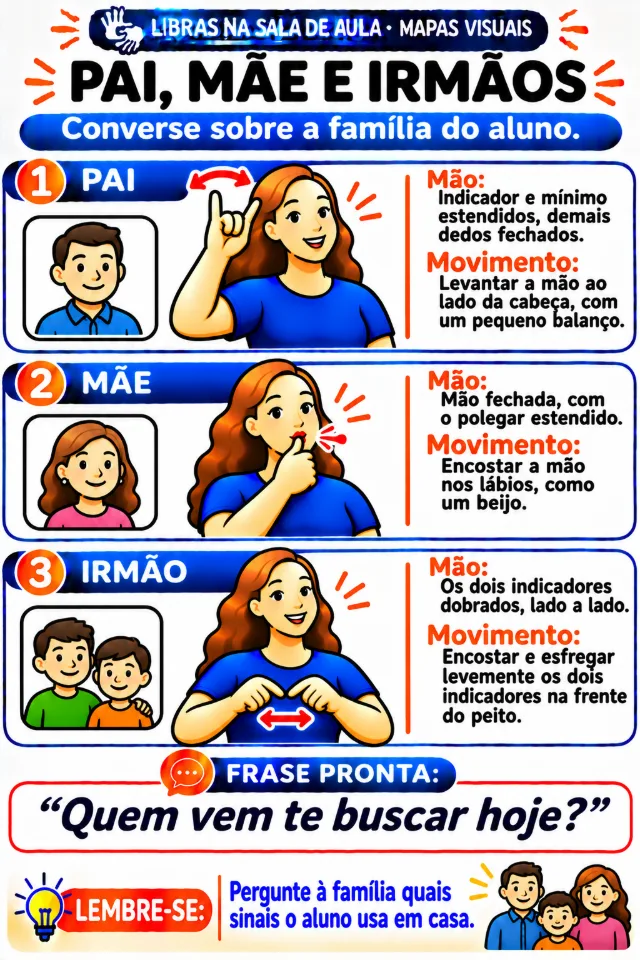 LIBRAS NA SALA DE AULA • MAPAS VISUAIS
PAI, MÃE E IRMÃOS
Converse sobre a família do aluno.
1 PAI
Mão:
Indicador e mínimo
estendidos, demais
dedos fechados.
Movimento:
Levantar a mão ao
lado da cabeça, com
um pequeno balanço.
2 MÃE
Mão:
Mão fechada, com
o polegar estendido.
Movimento:
Encostar a mão
nos lábios, como
um beijo.
3 IRMÃO
Mão:
Os dois indicadores
dobrados, lado a lado.
Movimento:
Encostar e esfregar
levemente os dois
indicadores na frente
do peito.
FRASE PRONTA:
“Quem vem te buscar hoje?”
LEMBRE-SE:
Pergunte à família quais
sinais o aluno usa em casa.